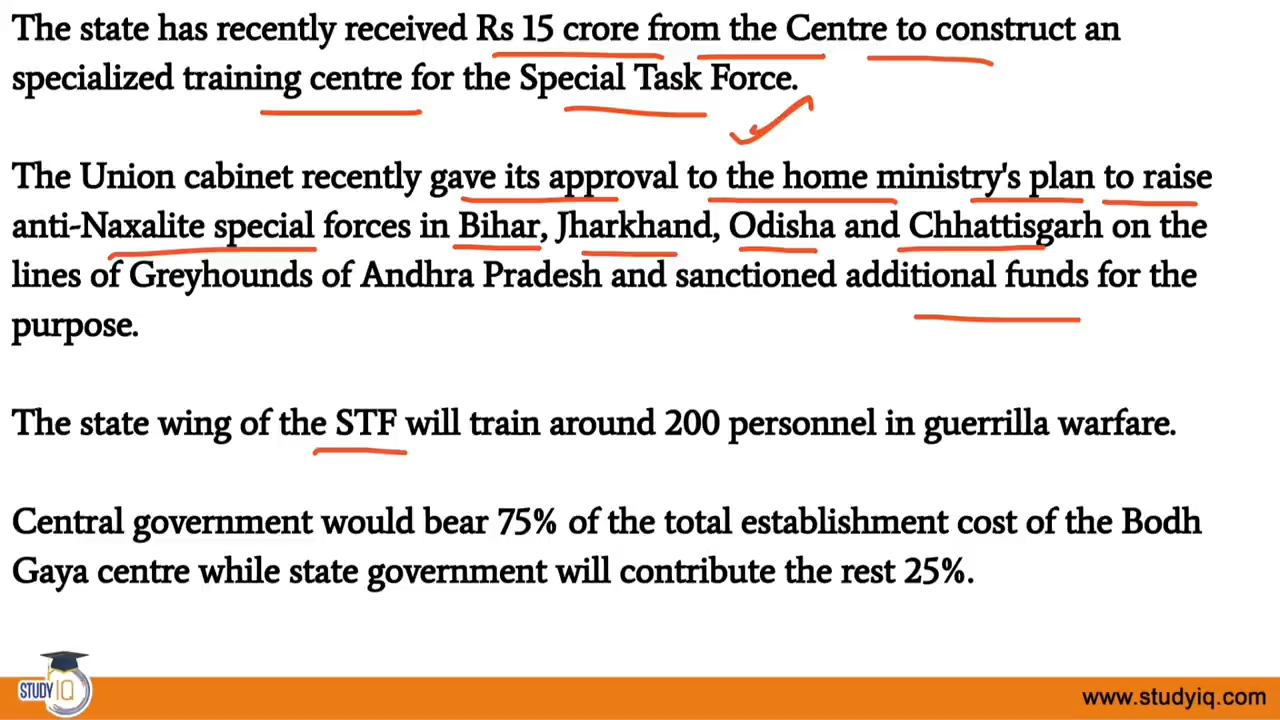 The state has recently received Rs 15 crore from the Centre to construct an
specialized training centre for the Special Task Force.
The Union cabinet recently gave its approval to the home ministry's plan to raise
anti-Naxalite special forces in Bihar, Jharkhand, Odisha and Chhattisgarh on the
lines of Greyhounds of Andhra Pradesh and sanctioned additional funds for the
purpose.
The state wing of the STF will train around 200 personnel in guerrilla warfare.
Central government would bear 75% of the total establishment cost of the Bodh
Gaya centre while state government will contribute the rest 25%.
STUDY IQ
www.studyiq.com